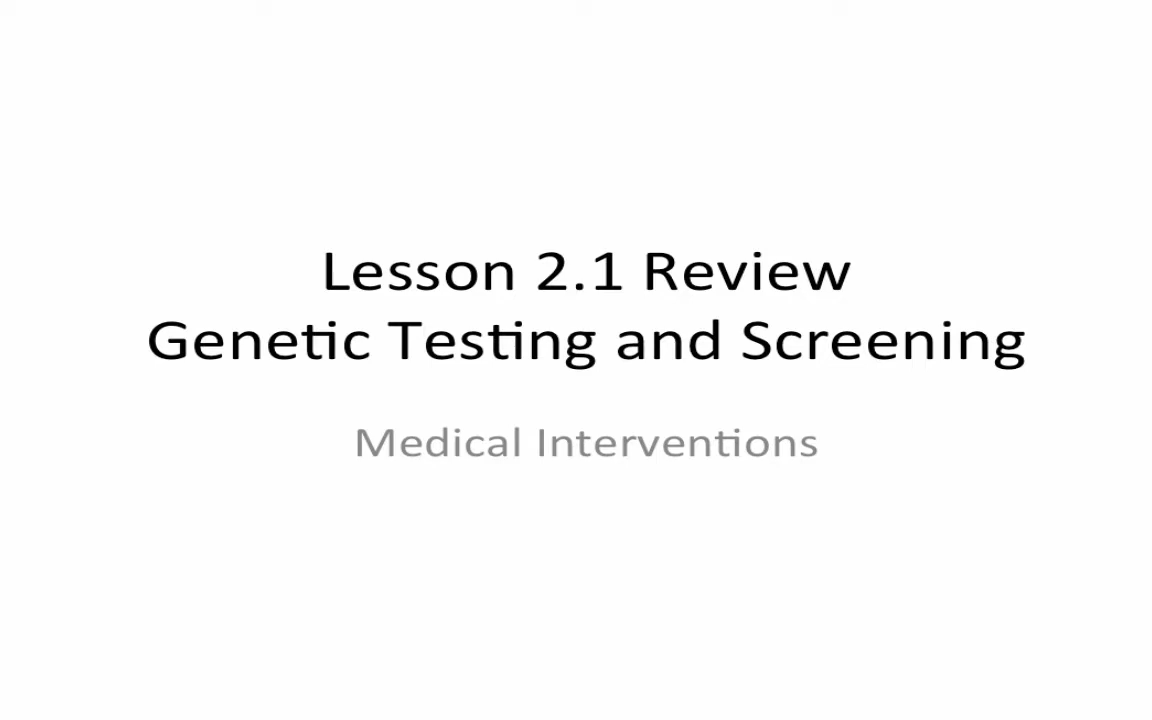 Lesson 2.1 Review
Genetic Testing and Screening
Medical Interventions